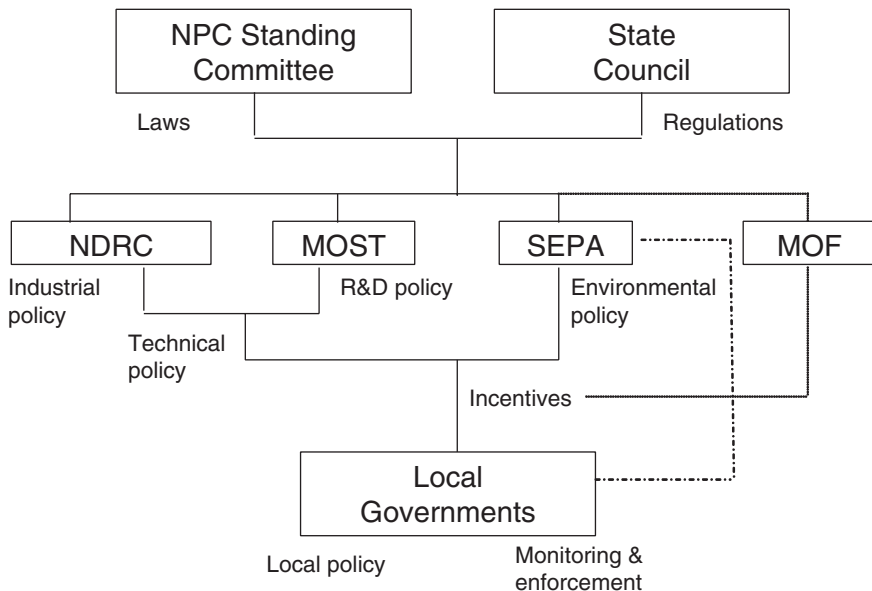 NPC Standing
Committee
State
Council
Laws
Regulations
NDRC
MOST
SEPA
MOF
Industrial
policy
R&D policy
Environmental
policy
Technical
policy
Incentives
Local
Governments
Local policy
Monitoring &
enforcement